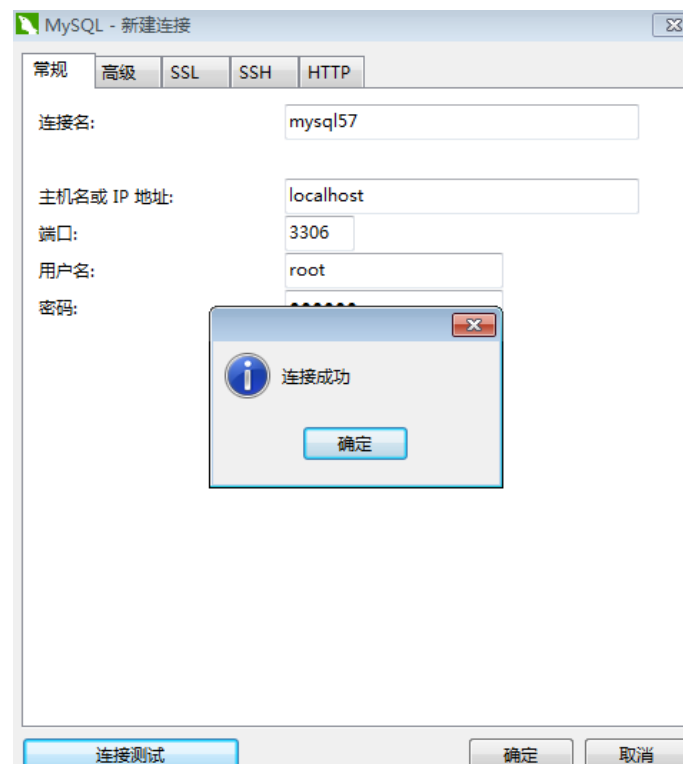 MySQL - 新建连接
常规 高级 SSL SSH HTTP
连接名: mysql57
主机名或 IP 地址: localhost
端口: 3306
用户名: root
密码:
连接成功
确定
连接测试 确定 取消